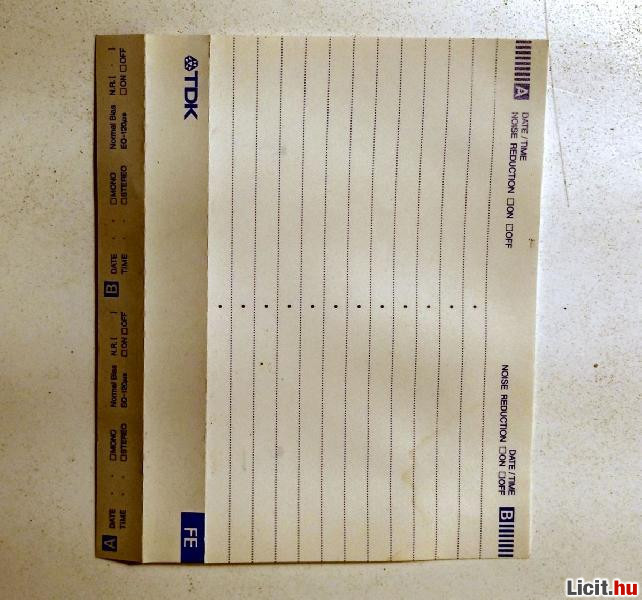 A
DATE / TIME
NOISE REDUCTION □ON □OFF
B
DATE / TIME
NOISE REDUCTION □ON □OFF
TDK
FE
A DATE · · □MONO Normal Bias N.R. [ ]
TIME · · □STEREO EQ-120µs □ON □OFF
B DATE · · □MONO Normal Bias N.R. [ ]
TIME · · □STEREO EQ-120µs □ON □OFF
Licit.hu